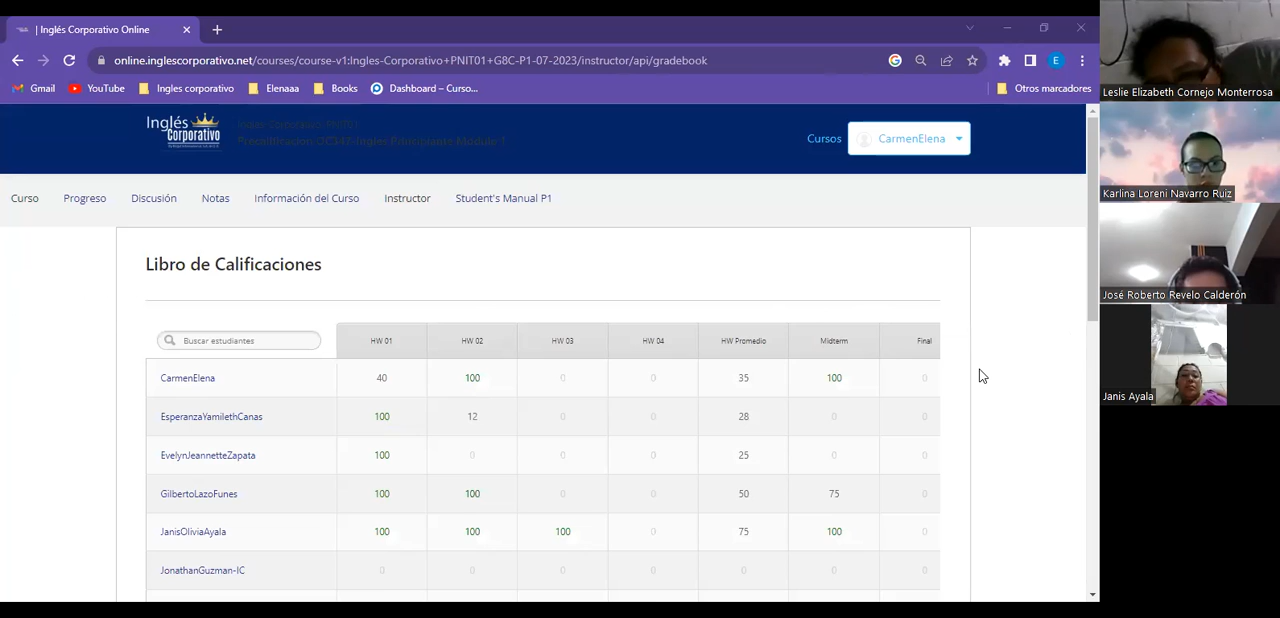 | Inglés Corporativo Online
online.inglescorporativo.net/courses/course-v1:Ingles-Corporativo+PNIT01+G8C-P1-07-2023/instructor/api/gradebook
Gmail YouTube Ingles corporativo Elenaaa Books Dashboard – Curso... Otros marcadores
Inglés Corporativo
Cursos CarmenElena
Curso Progreso Discusión Notas Información del Curso Instructor Student's Manual P1
Libro de Calificaciones
Buscar estudiantes HW 01 HW 02 HW 03 HW 04 HW Promedio Midterm Final
CarmenElena 40 100 0 0 35 100 0
EsperanzaYamilethCanas 100 12 0 0 28 0 0
EvelynJeannetteZapata 100 0 0 0 25 0 0
GilbertoLazoFunes 100 100 0 0 50 75 0
JanisOliviaAyala 100 100 100 0 75 100 0
JonathanGuzman-IC 0 0 0 0 0 0 0
Leslie Elizabeth Cornejo Monterrosa
Karlina Loreni Navarro Ruiz
José Roberto Revelo Calderón
Janis Ayala